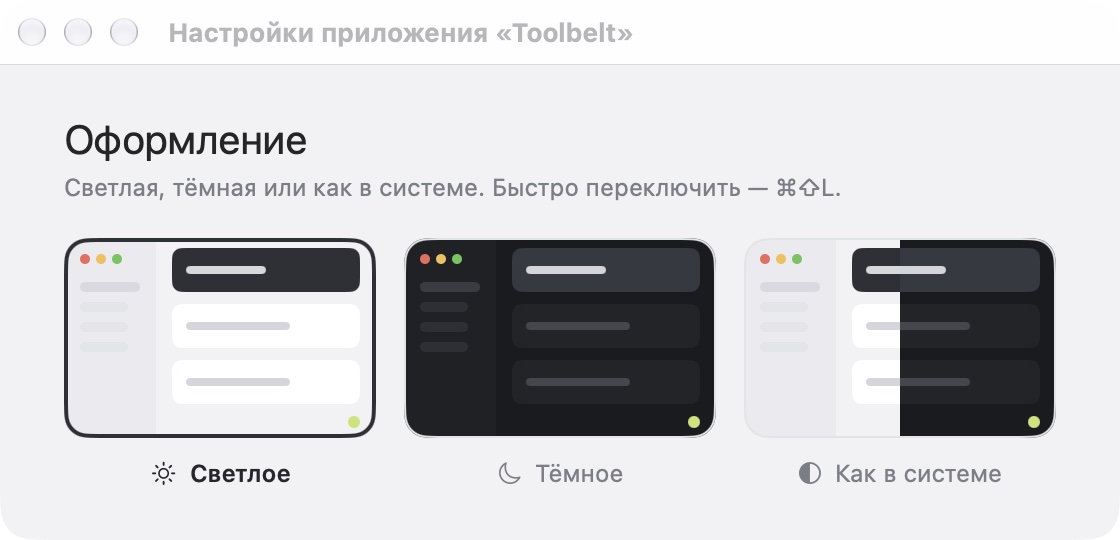 Настройки приложения «Toolbelt»
Оформление
Светлая, тёмная или как в системе. Быстро переключить — ⌘⇧L.
Светлое
Тёмное
Как в системе